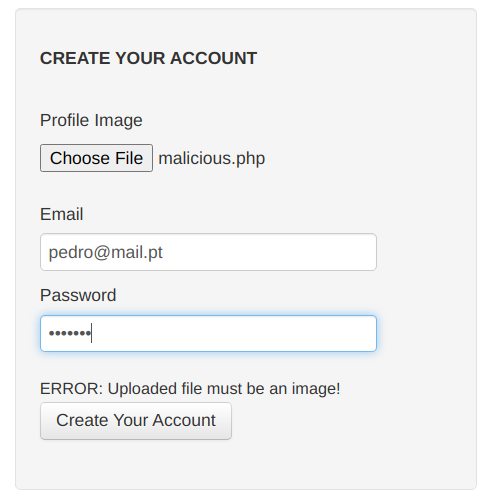 CREATE YOUR ACCOUNT
Profile Image
Choose File malicious.php
Email
pedro@mail.pt
Password
•••••••
ERROR: Uploaded file must be an image!
Create Your Account